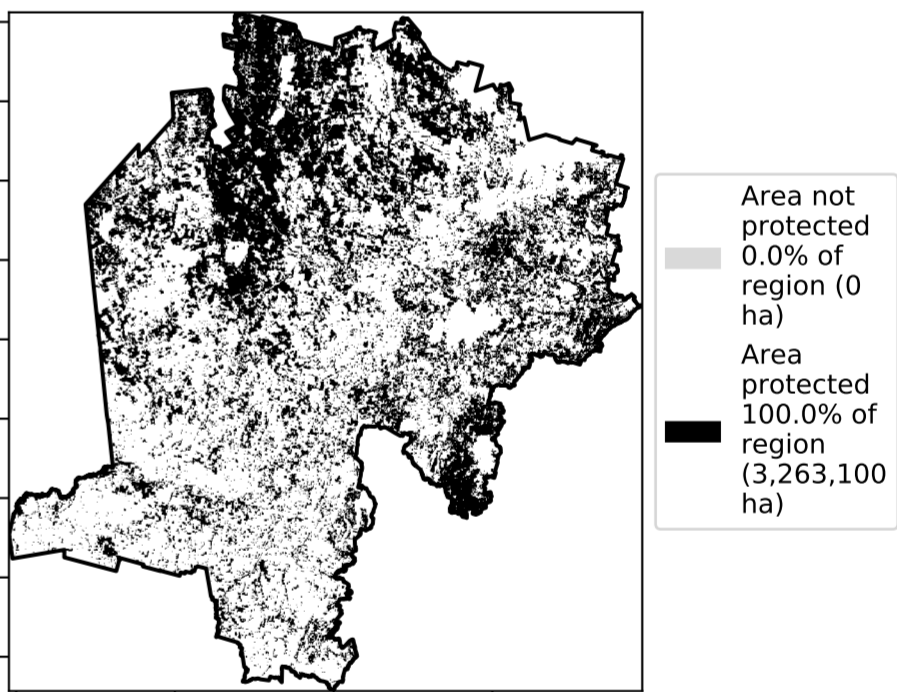 Area not
protected
0.0% of
region (0
ha)
Area
protected
100.0% of
region
(3,263,100
ha)